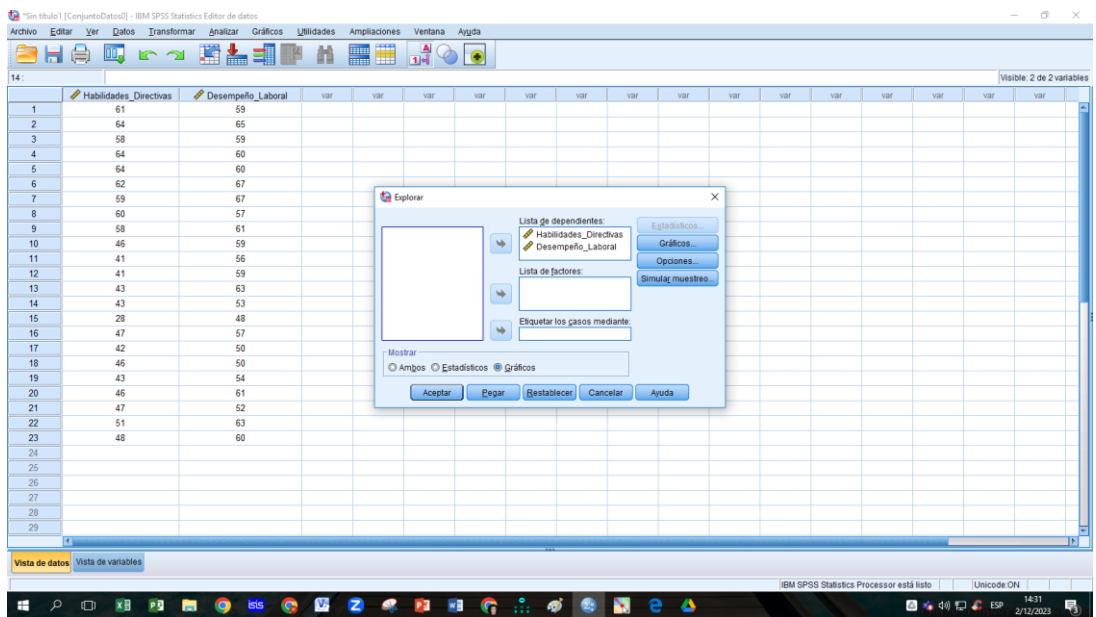 *Sin título1 [ConjuntoDatos0] - IBM SPSS Statistics Editor de datos
Archivo Editar Ver Datos Transformar Analizar Gráficos Utilidades Ampliaciones Ventana Ayuda
14 :
Visible: 2 de 2 variables
Habilidades_Directivas Desempeño_Laboral var var var var var var var var var var var var var
1 61 59
2 64 65
3 58 59
4 64 60
5 64 60
6 62 67
7 59 67
8 60 57
9 58 61
10 46 59
11 41 56
12 41 59
13 43 63
14 43 53
15 28 48
16 47 57
17 42 50
18 46 50
19 43 54
20 46 61
21 47 52
22 51 63
23 48 60
24
25
26
27
28
29
Explorar
Lista de dependientes:
Habilidades_Directivas
Desempeño_Laboral
Lista de factores:
Etiquetar los casos mediante:
Estadísticos...
Gráficos...
Opciones...
Simular muestreo...
Mostrar
Ambos Estadísticos Gráficos
Aceptar Pegar Restablecer Cancelar Ayuda
Vista de datos Vista de variables
IBM SPSS Statistics Processor está listo Unicode:ON
isis
ESP
14:31
2/12/2023